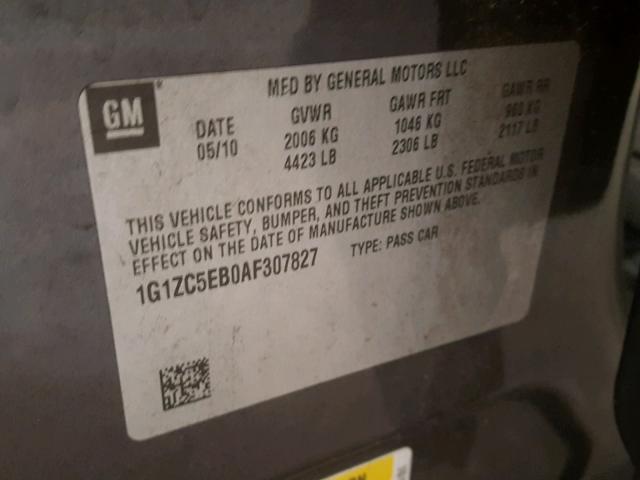 GM
MFD BY GENERAL MOTORS LLC
DATE GVWR GAWR FRT GAWR RR
05/10 2006 KG 1046 KG 960 KG
4423 LB 2306 LB 2117 LB
THIS VEHICLE CONFORMS TO ALL APPLICABLE U.S. FEDERAL MOTOR
VEHICLE SAFETY, BUMPER, AND THEFT PREVENTION STANDARDS IN
EFFECT ON THE DATE OF MANUFACTURE SHOWN ABOVE.
1G1ZC5EB0AF307827 TYPE: PASS CAR